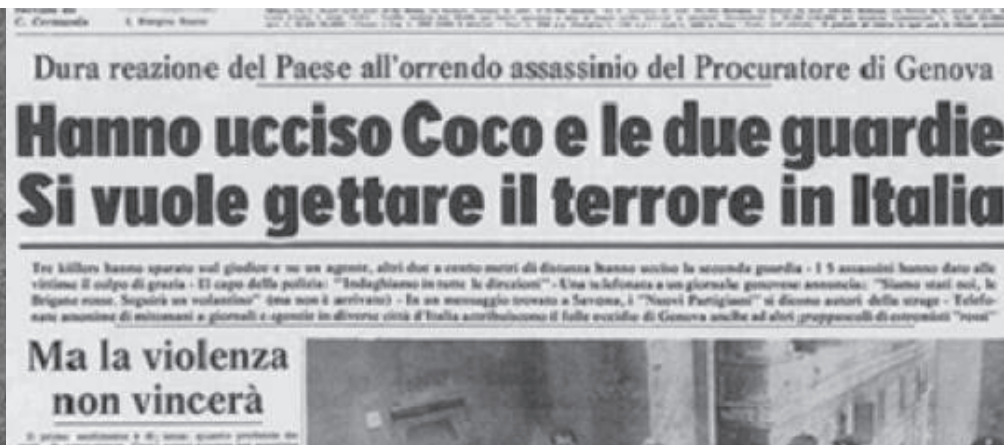 C. Cermamale
Dura reazione del Paese all'orrendo assassinio del Procuratore di Genova
Hanno ucciso Coco e le due guardie
Si vuole gettare il terrore in Italia
Tre killers hanno sparato sul giudice e su un agente, altri due a cento metri di distanza hanno ucciso la seconda guardia - I 5 assassini hanno dato alle
vittime il colpo di grazia - Il capo della polizia: "Indaghiamo in tutte le direzioni" - Una telefonata a un giornale genovese annuncia: "Siamo stati noi, le
Brigate rosse. Seguirà un volantino" (ma non è arrivato) - In un messaggio trovato a Savona, i "Nuovi Partigiani" si dicono autori della strage - Telefo-
nate anonime di mitomani a giornali e agenzie in diverse città d'Italia attribuiscono il folle eccidio di Genova anche ad altri gruppuscoli di estremisti "rossi"
Ma la violenza
non vincerà